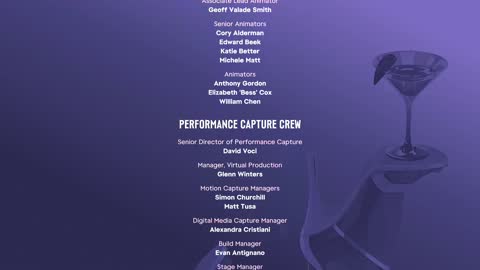 Associate Lead Animator
Geoff Valade Smith
Senior Animators
Cory Alderman
Edward Beek
Katie Better
Michele Matt
Animators
Anthony Gordon
Elizabeth 'Bess' Cox
William Chen
PERFORMANCE CAPTURE CREW
Senior Director of Performance Capture
David Voci
Manager, Virtual Production
Glenn Winters
Motion Capture Managers
Simon Churchill
Matt Tusa
Digital Media Capture Manager
Alexandra Cristiani
Build Manager
Evan Antignano
Stage Manager